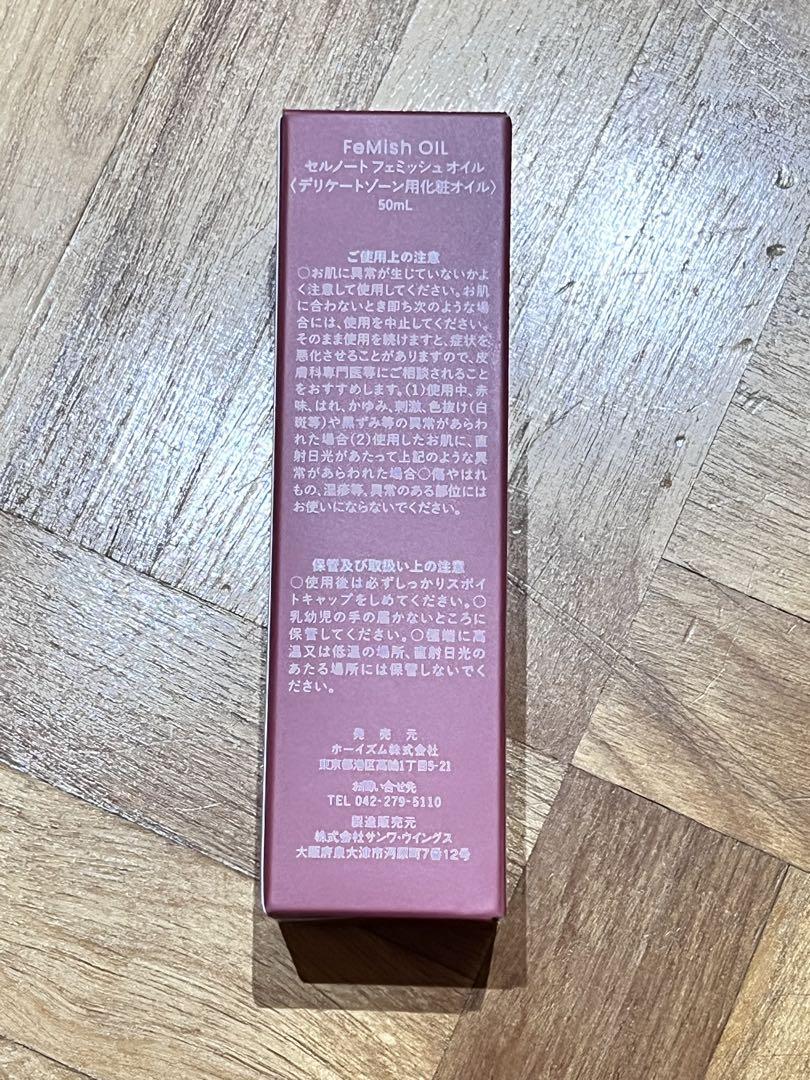 FeMish OIL
セルノート フェミッシュ オイル
〈デリケートゾーン用化粧オイル〉
50mL
ご使用上の注意
○お肌に異常が生じていないかよ
く注意して使用してください。お肌
に合わないとき即ち次のような場
合には、使用を中止してください。
そのまま使用を続けますと、症状を
悪化させることがありますので、皮
膚科専門医等にご相談されること
をおすすめします。(1)使用中、赤
味、はれ、かゆみ、刺激、色抜け(白
斑等)や黒ずみ等の異常があらわ
れた場合(2)使用したお肌に、直
射日光があたって上記のような異
常があらわれた場合○傷やはれ
もの、湿疹等、異常のある部位には
お使いにならないでください。
保管及び取扱い上の注意
○使用後は必ずしっかりスポイ
トキャップをしめてください。○
乳幼児の手の届かないところに
保管してください。○極端に高
温又は低温の場所、直射日光の
あたる場所には保管しないでく
ださい。
発売元
ホーイズム株式会社
東京都港区高輪1丁目5-21
お問い合せ先
TEL 042-279-5110
製造販売元
株式会社サンワ・ウイングス
大阪府泉大津市河原町7番12号